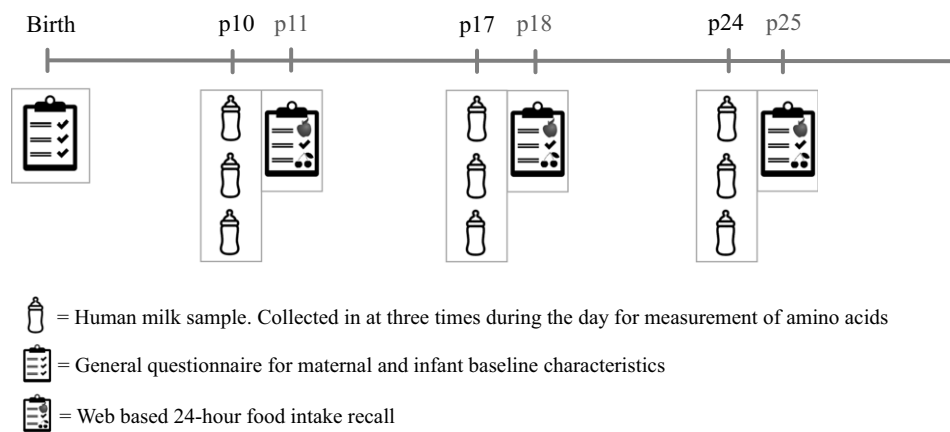 Birth p10 p11 p17 p18 p24 p25
= Human milk sample. Collected in at three times during the day for measurement of amino acids
= General questionnaire for maternal and infant baseline characteristics
= Web based 24-hour food intake recall